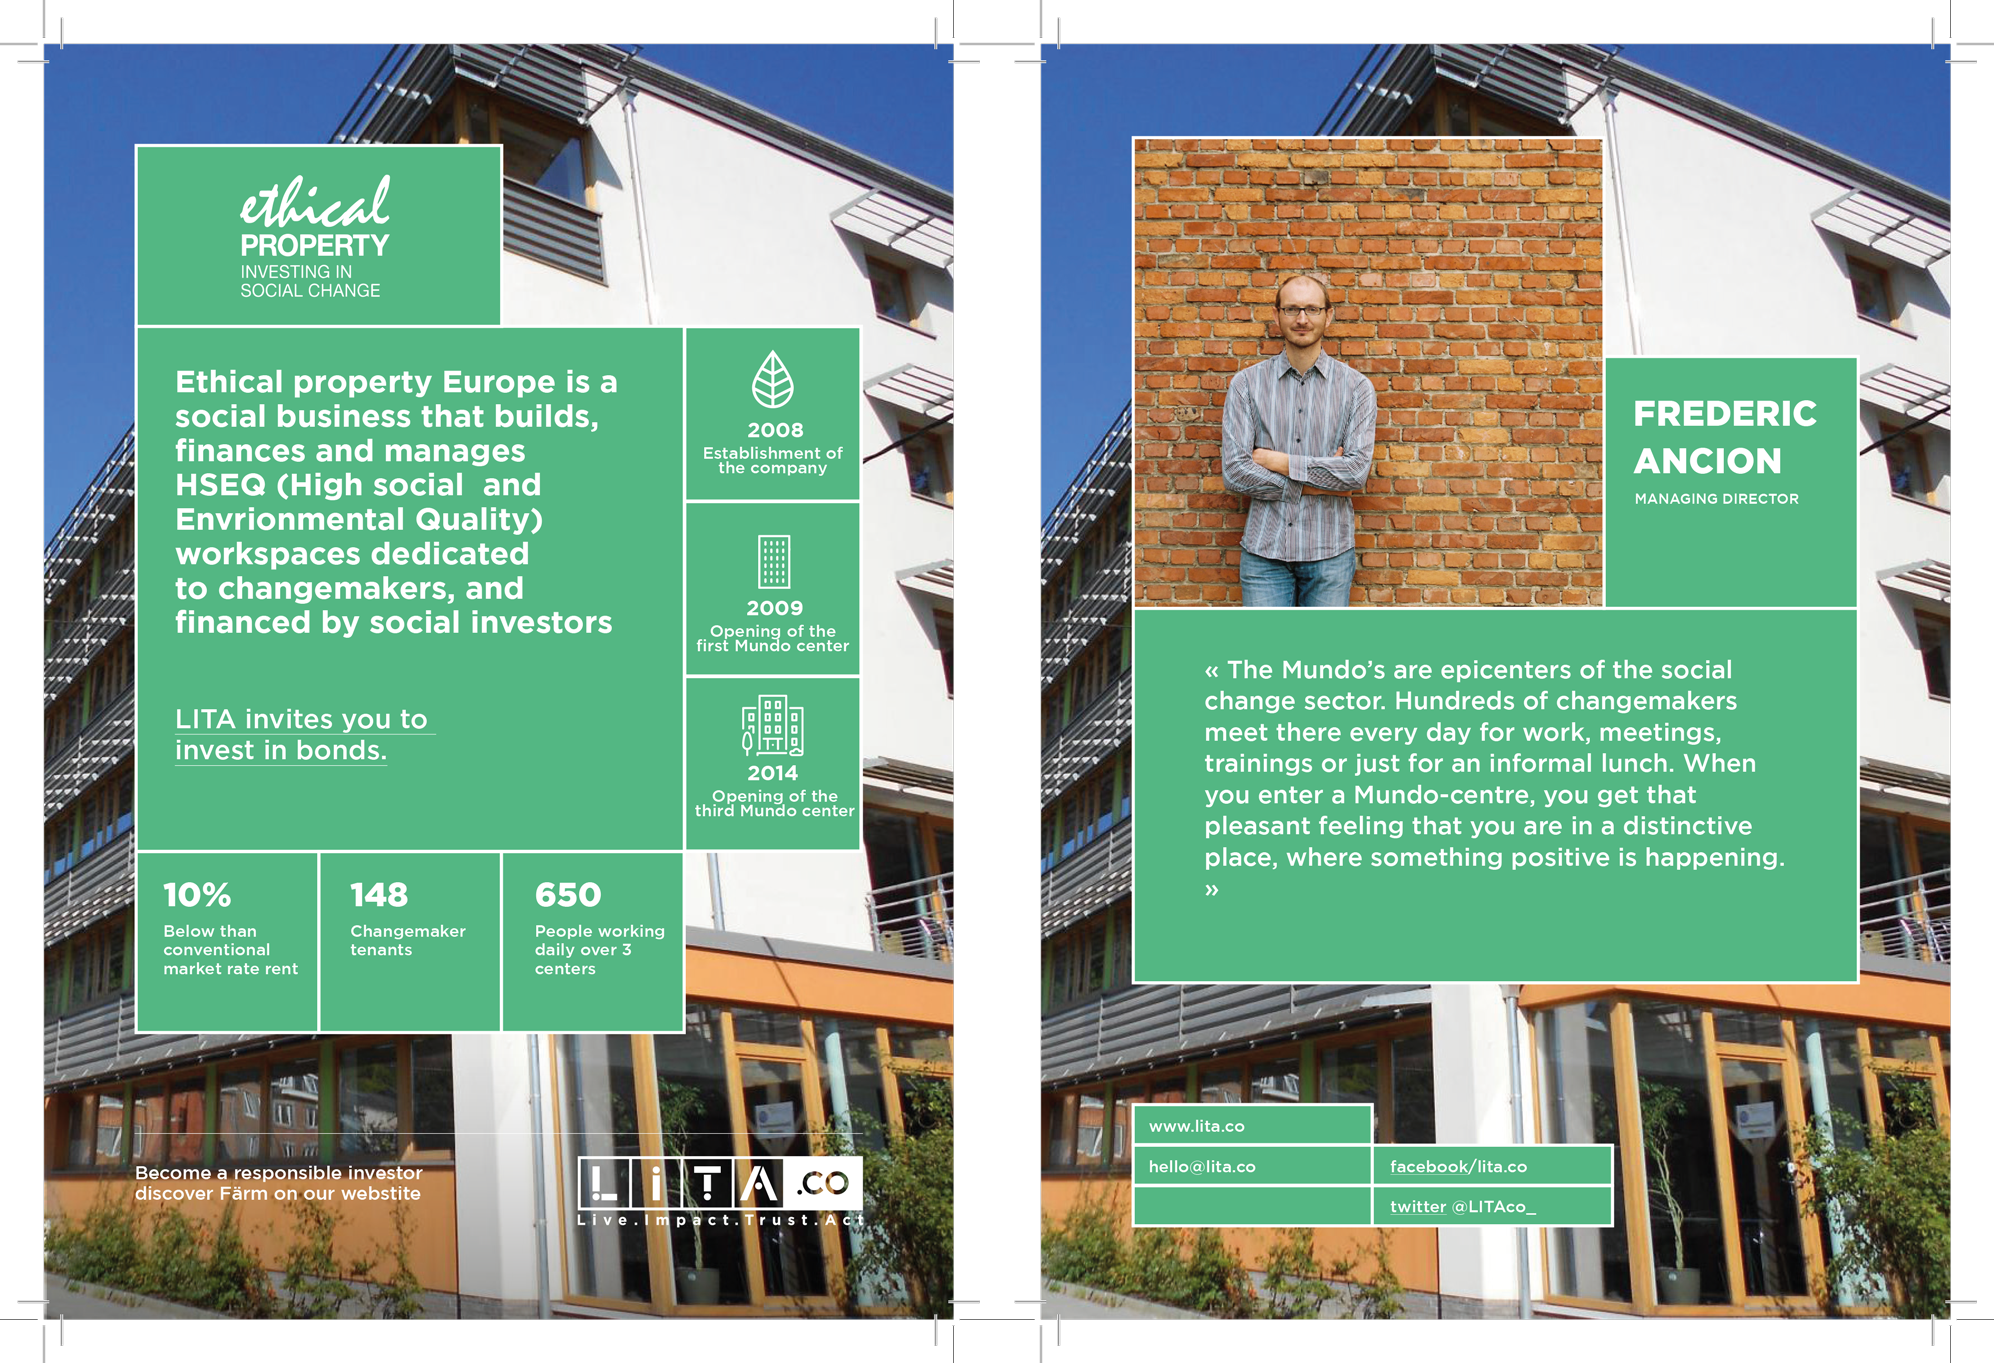 ethical
PROPERTY
INVESTING IN
SOCIAL CHANGE
Ethical property Europe is a
social business that builds,
finances and manages
HSEQ (High social  and
Envrionmental Quality)
workspaces dedicated
to changemakers, and
financed by social investors
LITA invites you to
invest in bonds.
2008
Establishment of
the company
2009
Opening of the
first Mundo center
2014
Opening of the
third Mundo center
10%
Below than
conventional
market rate rent
148
Changemaker
tenants
650
People working
daily over 3
centers
Become a responsible investor
discover Färm on our webstite
LiTA.co
Live.Impact.Trust.Act
FREDERIC
ANCION
MANAGING DIRECTOR
« The Mundo’s are epicenters of the social
change sector. Hundreds of changemakers
meet there every day for work, meetings,
trainings or just for an informal lunch. When
you enter a Mundo-centre, you get that
pleasant feeling that you are in a distinctive
place, where something positive is happening.
»
www.lita.co
hello@lita.co
facebook/lita.co
twitter @LITAco_